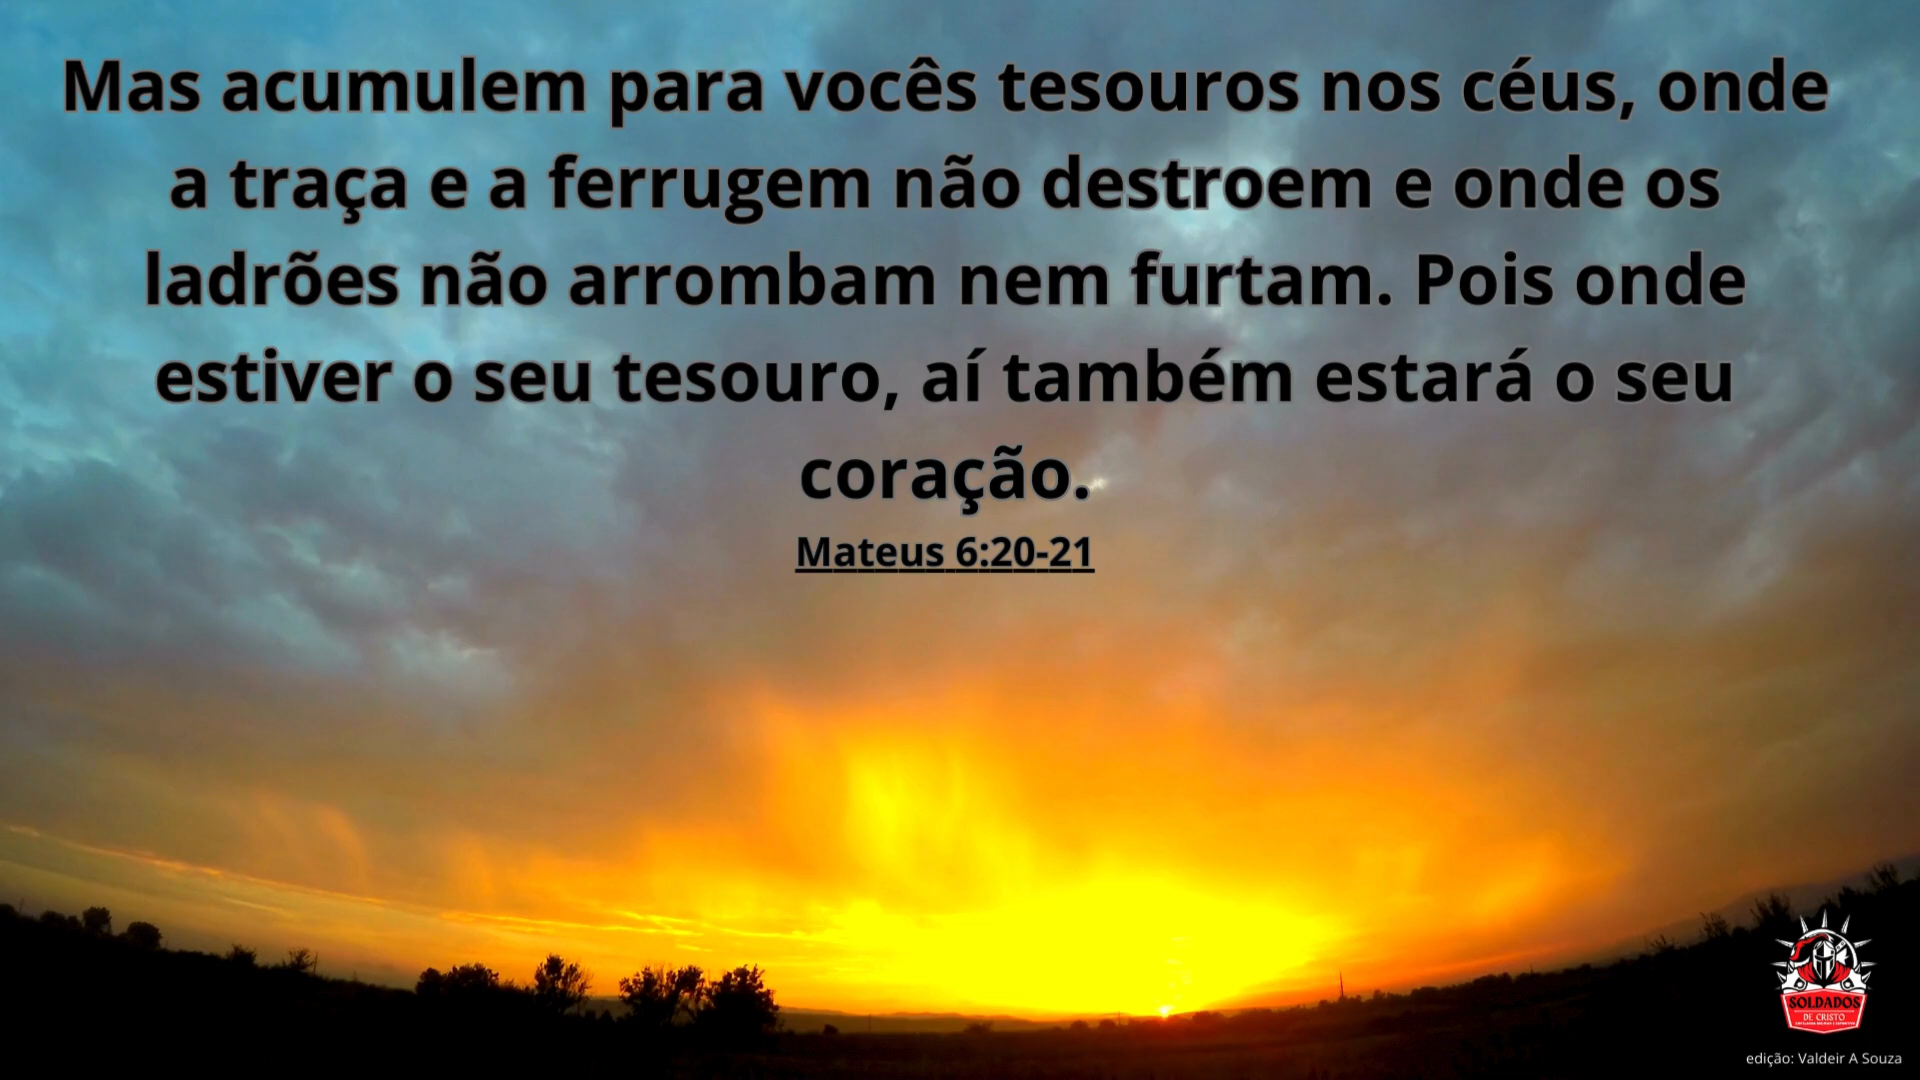 Mas acumulem para vocês tesouros nos céus, onde
a traça e a ferrugem não destroem e onde os
ladrões não arrombam nem furtam. Pois onde
estiver o seu tesouro, aí também estará o seu
coração.
Mateus 6:20-21
SOLDADOS
DE CRISTO
edição: Valdeir A Souza